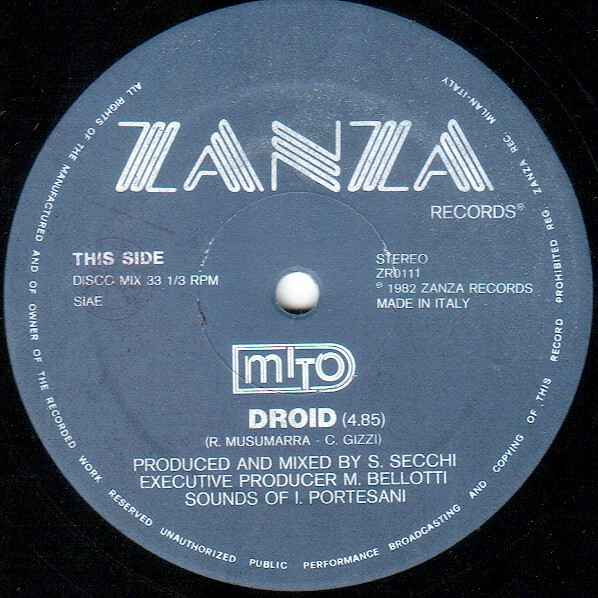 ZANZA
RECORDS®
THIS SIDE
DISCO MIX 33 1/3 RPM
SIAE
STEREO
ZR0111
℗ 1982 ZANZA RECORDS
MADE IN ITALY
MITO
DROID (4.85)
(R. MUSUMARRA - C. GIZZI)
PRODUCED AND MIXED BY S. SECCHI
EXECUTIVE PRODUCER M. BELLOTTI
SOUNDS OF I. PORTESANI
ALL RIGHTS OF THE MANUFACTURED AND OF OWNER OF THE RECORDED WORK RESERVED UNAUTHORIZED PUBLIC PERFORMANCE BROADCASTING AND COPYING OF THIS RECORD PROHIBITED REG. ZANZA REC. MILAN-ITALY